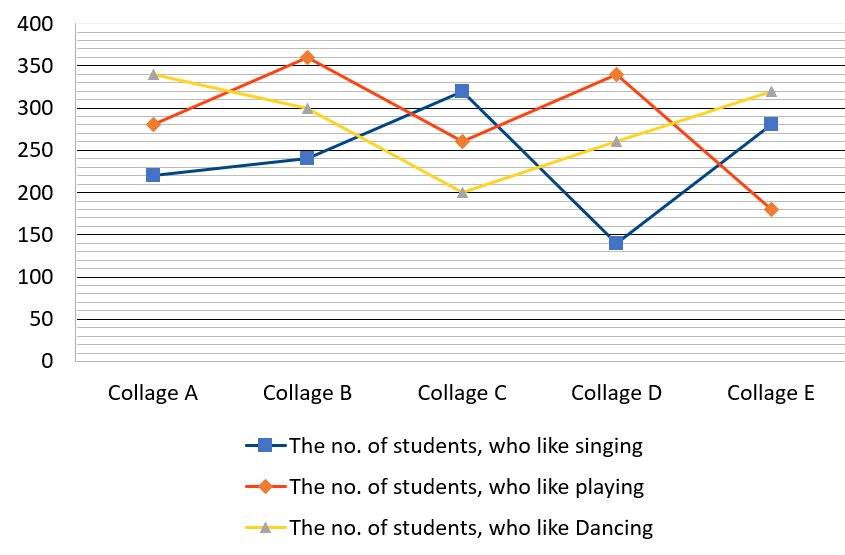 400
350
300
250
200
150
100
50
0
Collage A Collage B Collage C Collage D Collage E
The no. of students, who like singing
The no. of students, who like playing
The no. of students, who like Dancing